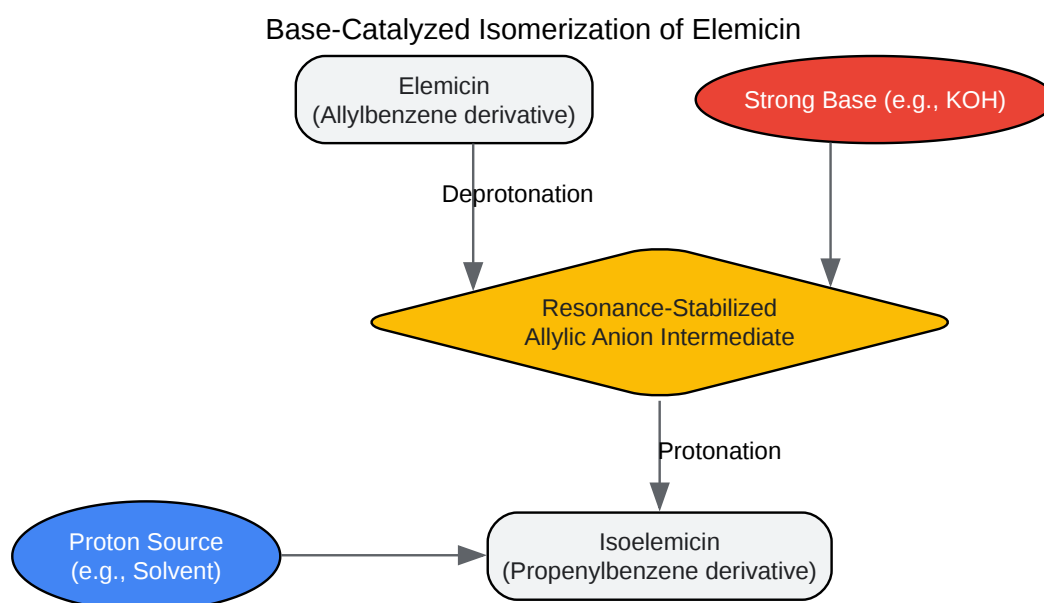 Base-Catalyzed Isomerization of Elemicin
Elemicin
(Allylbenzene derivative)
Strong Base (e.g., KOH)
Deprotonation
Resonance-Stabilized
Allylic Anion Intermediate
Protonation
Proton Source
(e.g., Solvent)
Isoelemicin
(Propenylbenzene derivative)